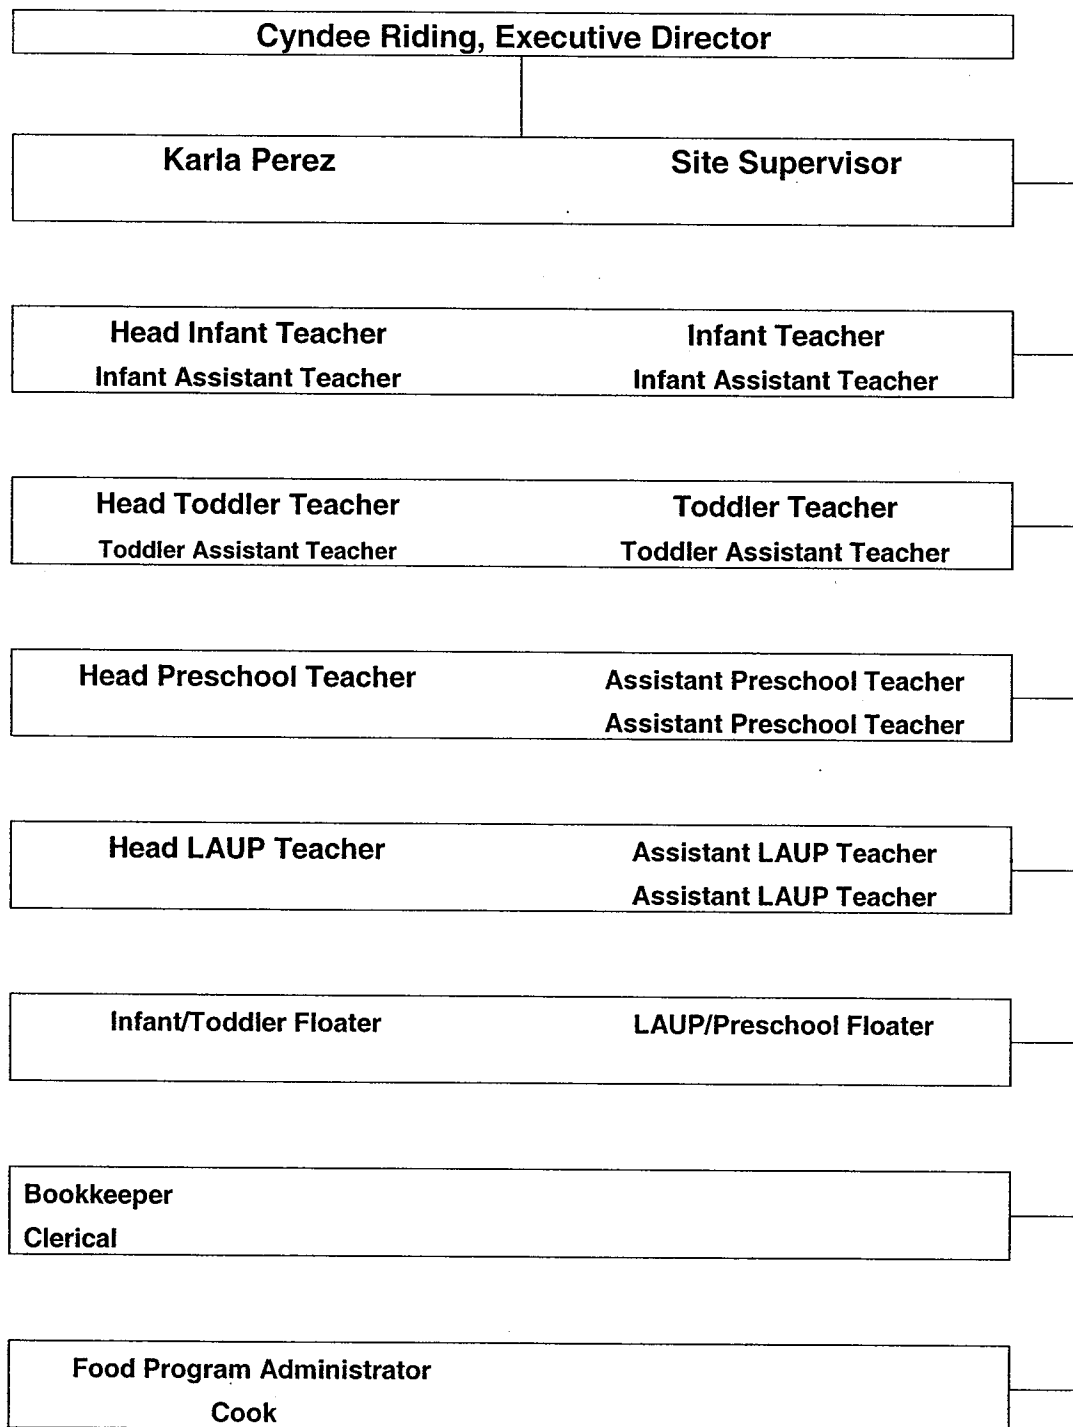 Cyndee Riding, Executive Director
Karla Perez Site Supervisor
Head Infant Teacher Infant Teacher
Infant Assistant Teacher Infant Assistant Teacher
Head Toddler Teacher Toddler Teacher
Toddler Assistant Teacher Toddler Assistant Teacher
Head Preschool Teacher Assistant Preschool Teacher
Assistant Preschool Teacher
Head LAUP Teacher Assistant LAUP Teacher
Assistant LAUP Teacher
Infant/Toddler Floater LAUP/Preschool Floater
Bookkeeper
Clerical
Food Program Administrator
Cook